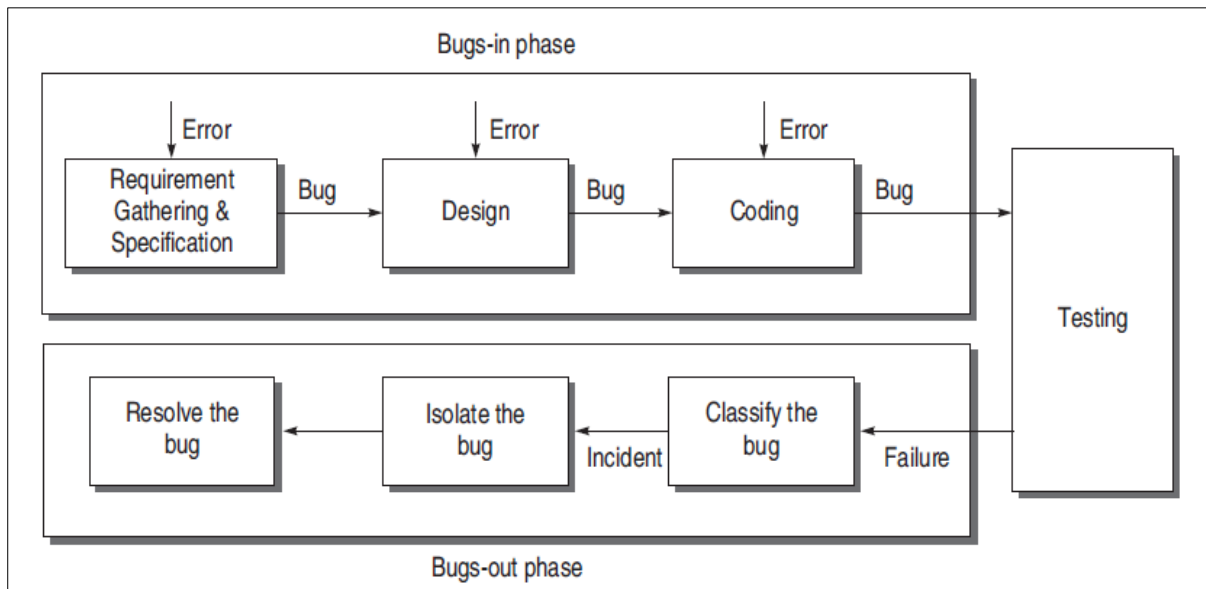 Bugs-in phase
Error
Error
Error
Requirement
Gathering &
Specification
Bug
Design
Bug
Coding
Bug
Testing
Resolve the
bug
Isolate the
bug
Incident
Classify the
bug
Failure
Bugs-out phase